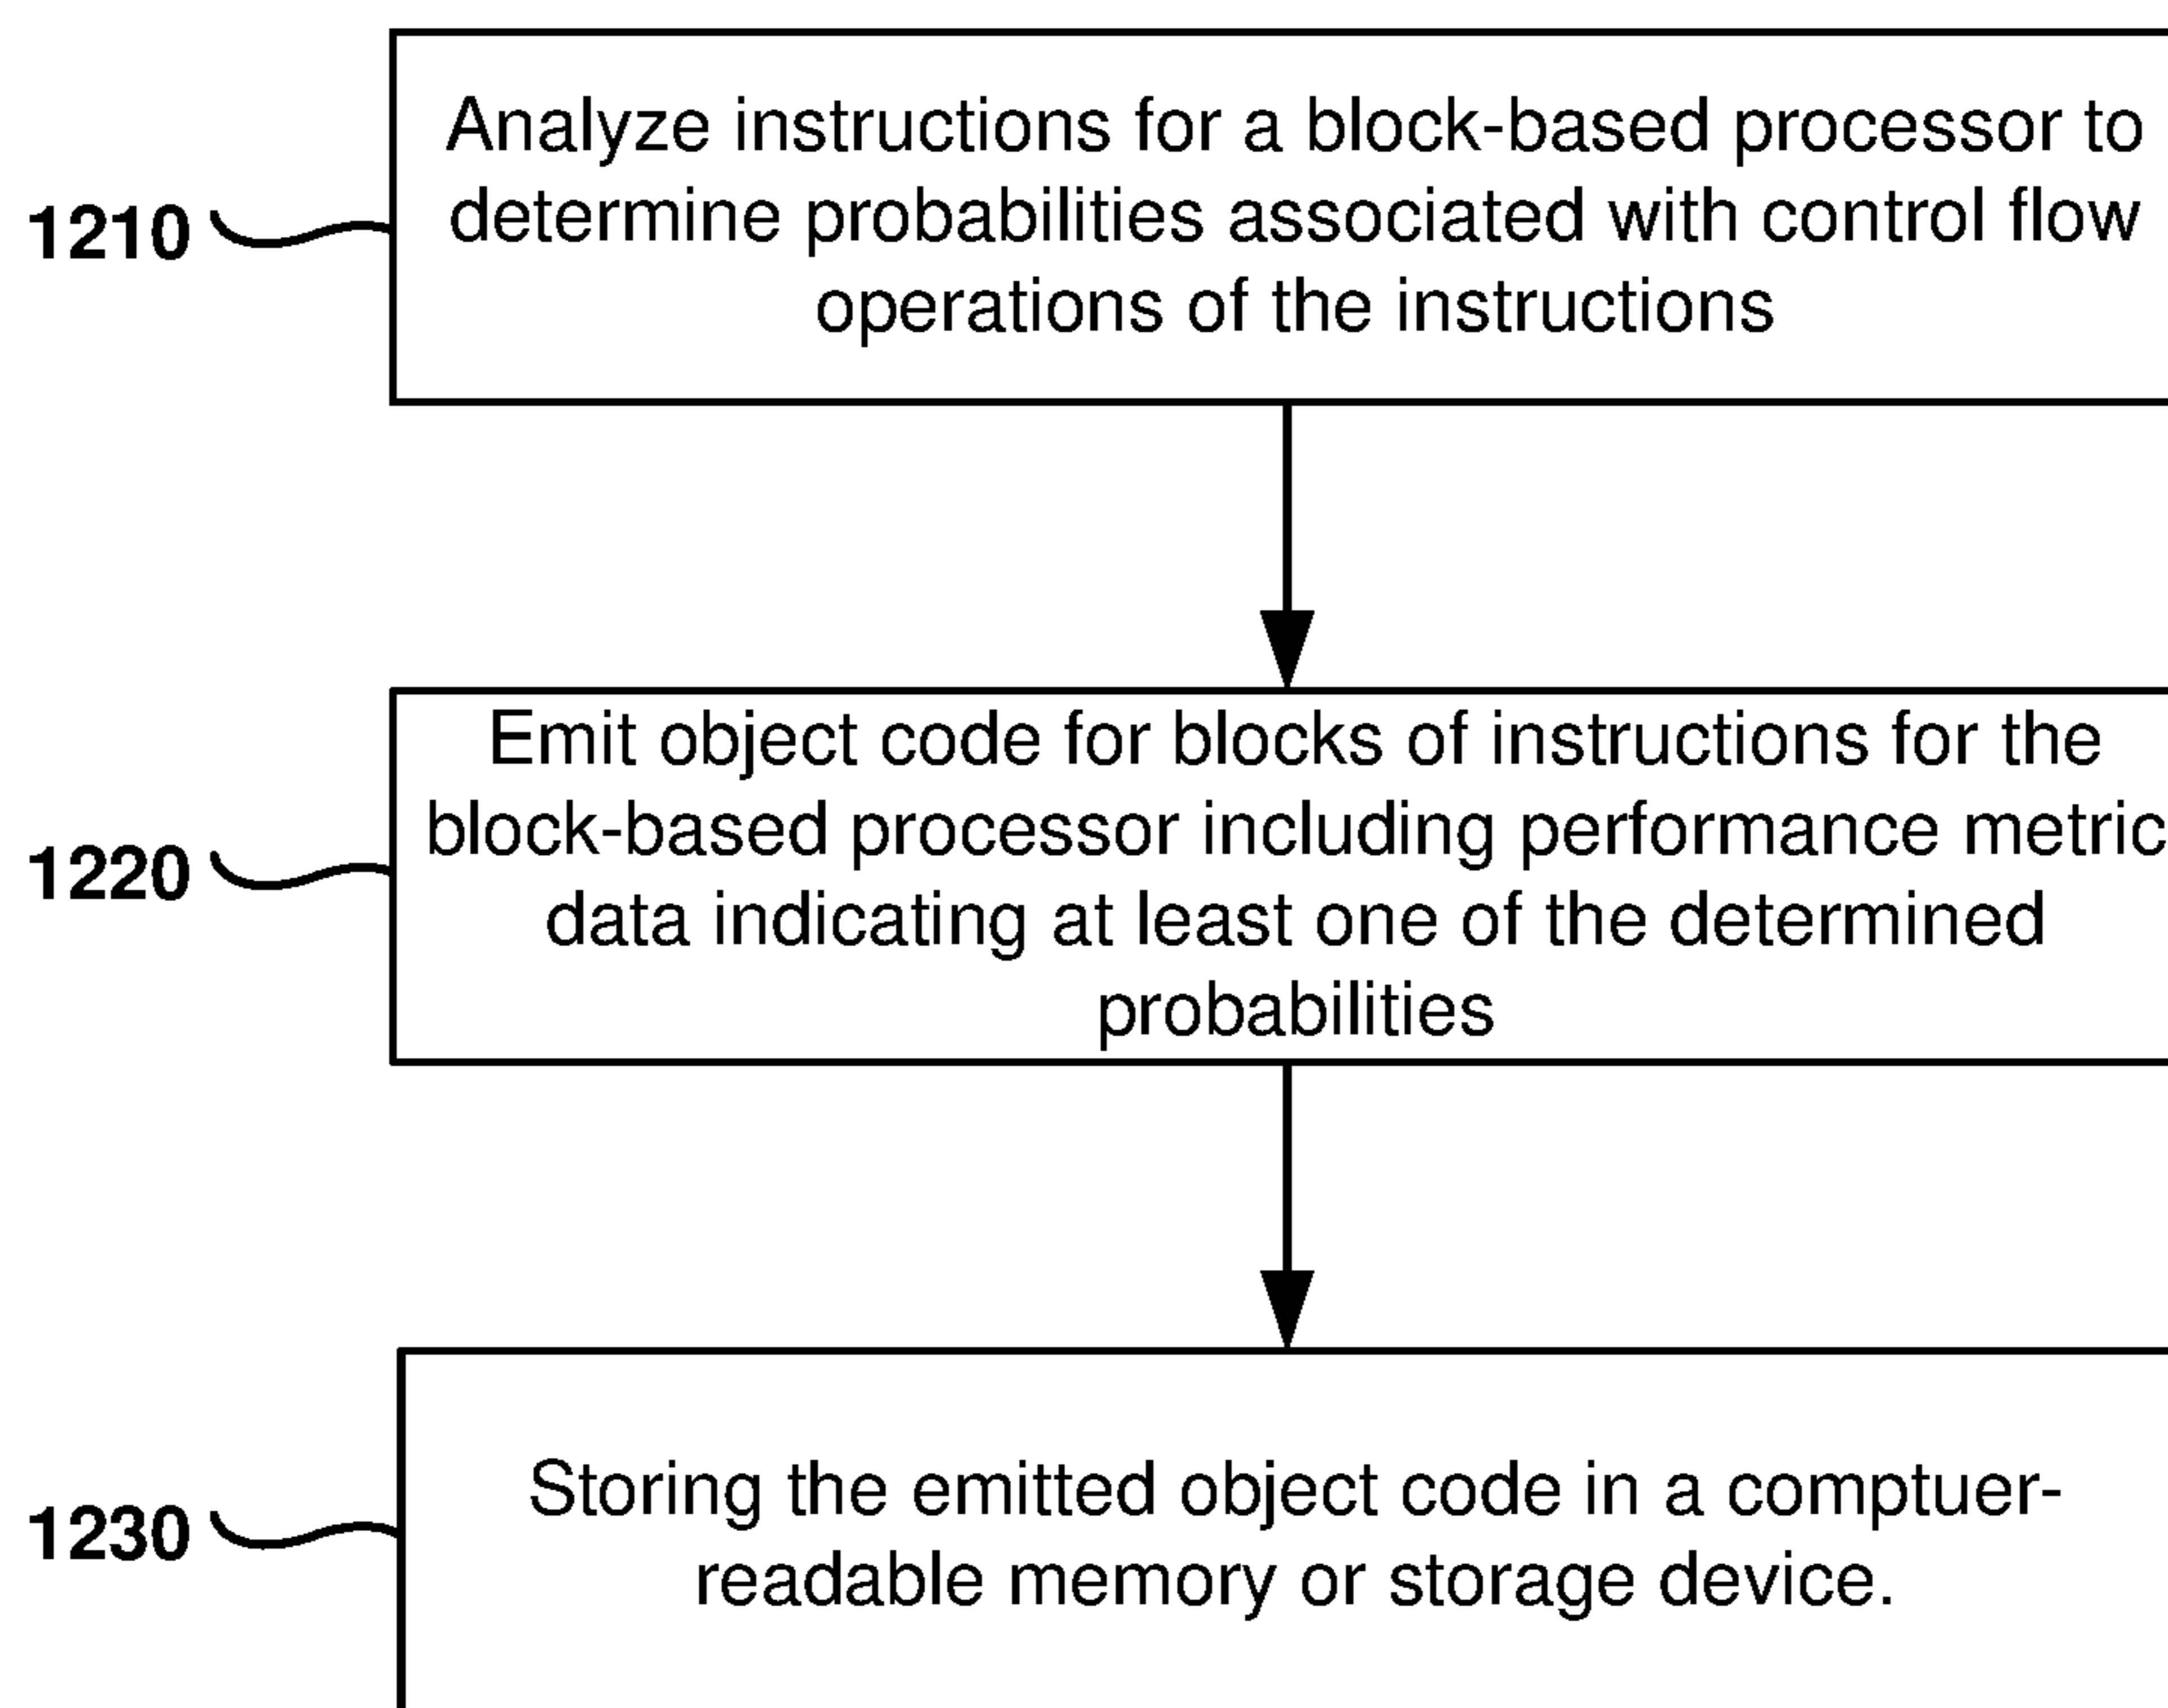 Analyze instructions for a block-based processor to
determine probabilities associated with control flow
operations of the instructions
1210
Emit object code for blocks of instructions for the
block-based processor including performance metric
data indicating at least one of the determined
probabilities
1220
Storing the emitted object code in a comptuer-
readable memory or storage device.
1230